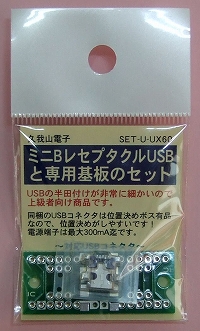 久我山電子 SET-U-UX60
ミニBレセプタクルUSB
と専用基板のセット
USBの半田付けが非常に細かいので
上級者向け商品です。
同梱のUSBコネクタは位置決めボス有品
なので、位置決めがしやすいです!
電源端子は最大300mA迄です。